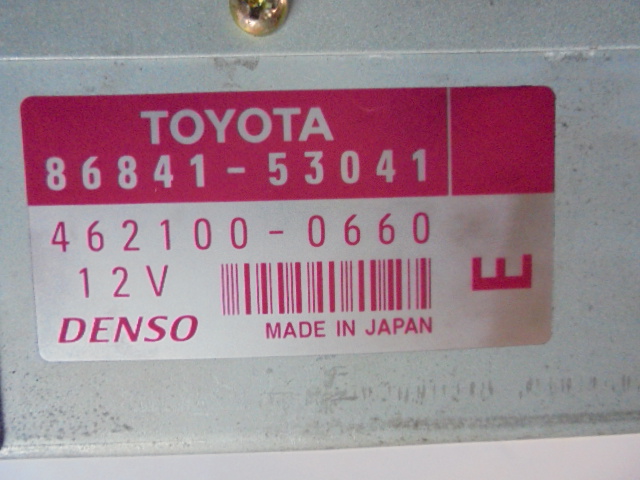 TOYOTA
86841-53041
462100-0660
12V
E
DENSO
MADE IN JAPAN